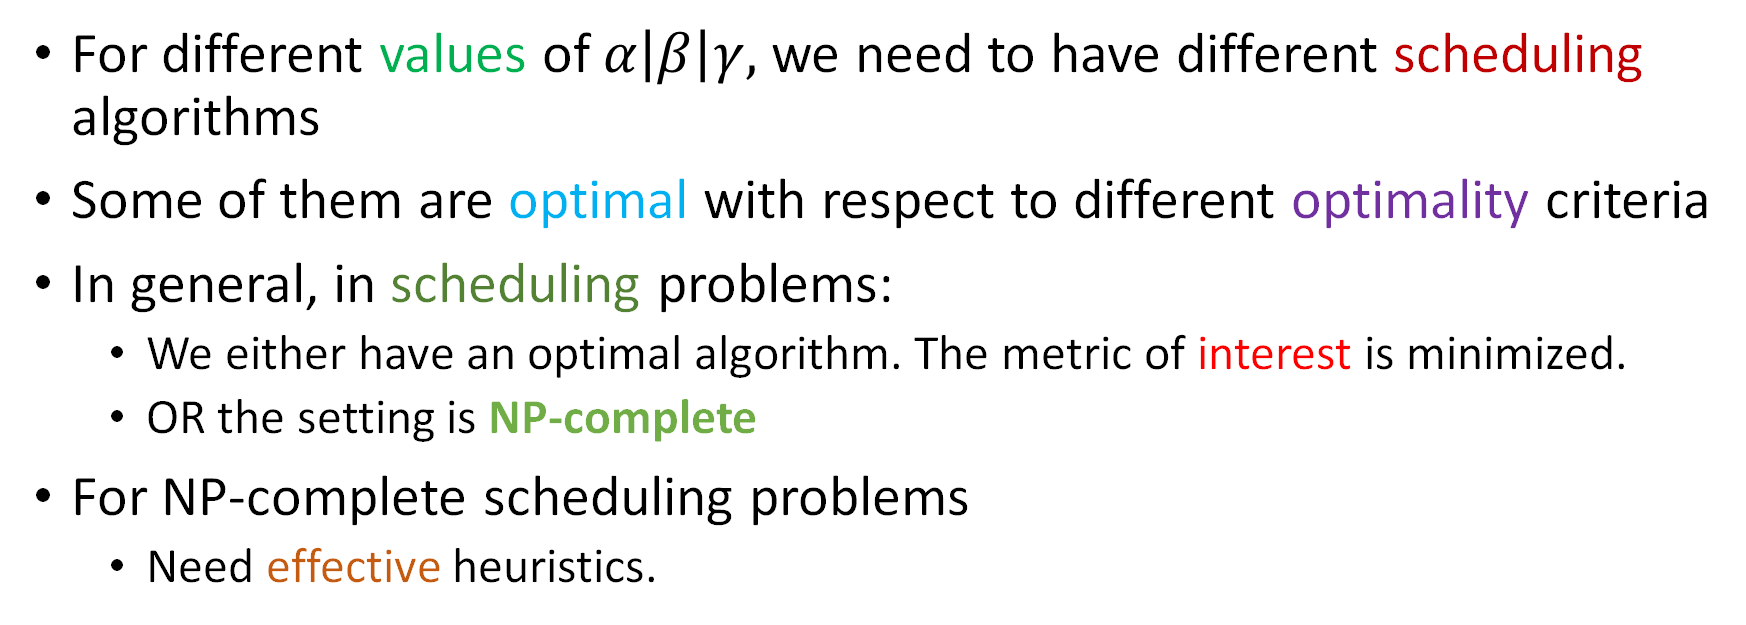 • For different values of α|β|γ, we need to have different scheduling
algorithms
• Some of them are optimal with respect to different optimality criteria
• In general, in scheduling problems:
• We either have an optimal algorithm. The metric of interest is minimized.
• OR the setting is NP-complete
• For NP-complete scheduling problems
• Need effective heuristics.